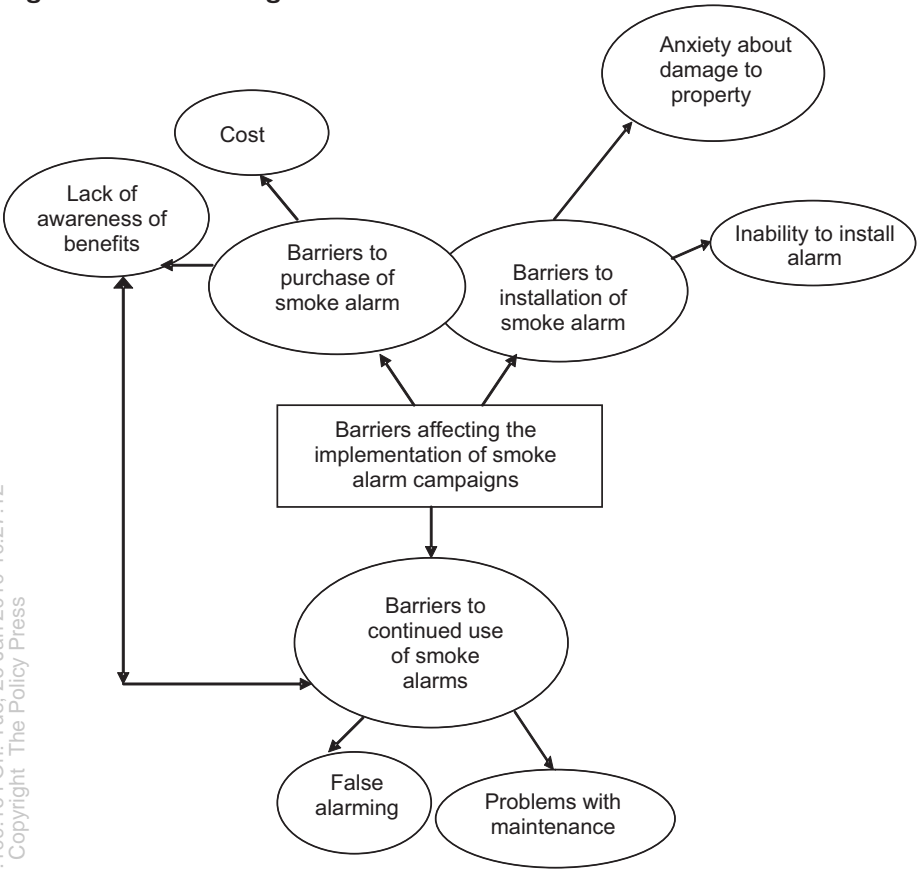 Anxiety about
damage to
property
Cost
Lack of
awareness of
benefits
Inability to install
alarm
Barriers to
purchase of
smoke alarm
Barriers to
installation of
smoke alarm
Barriers affecting the
implementation of smoke
alarm campaigns
Barriers to
continued use
of smoke
alarms
False
alarming
Problems with
maintenance
Copyright The Policy Press